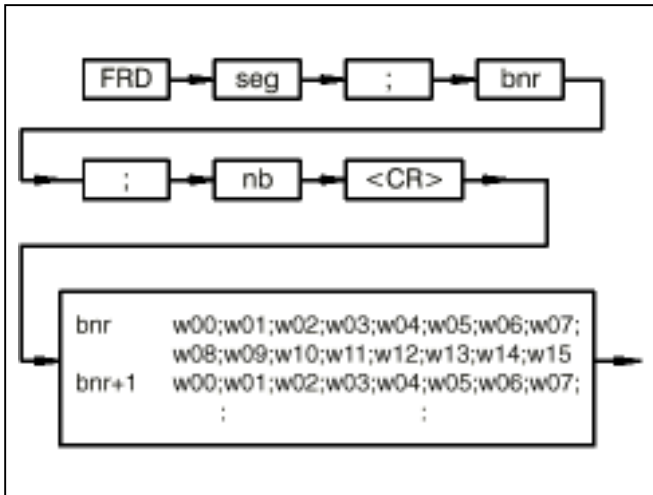 FRD seg ; bnr
; nb <CR>
bnr w00;w01;w02;w03;w04;w05;w06;w07;
w08;w09;w10;w11;w12;w13;w14;w15
bnr+1 w00;w01;w02;w03;w04;w05;w06;w07;
: :